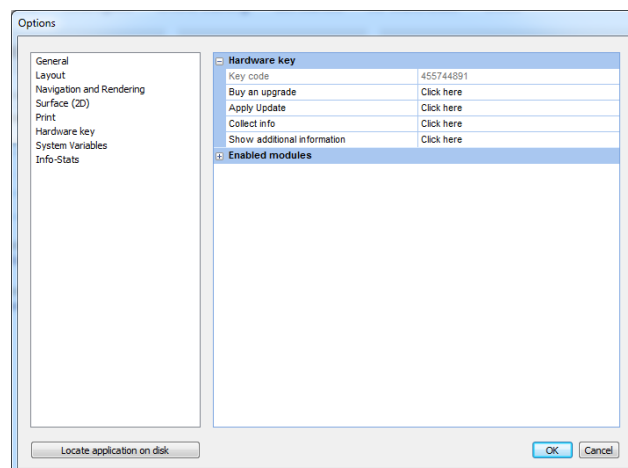 Options
General
Layout
Navigation and Rendering
Surface (2D)
Print
Hardware key
System Variables
Info-Stats
Hardware key
Key code 455744891
Buy an upgrade Click here
Apply Update Click here
Collect info Click here
Show additional information Click here
Enabled modules
Locate application on disk
OK Cancel